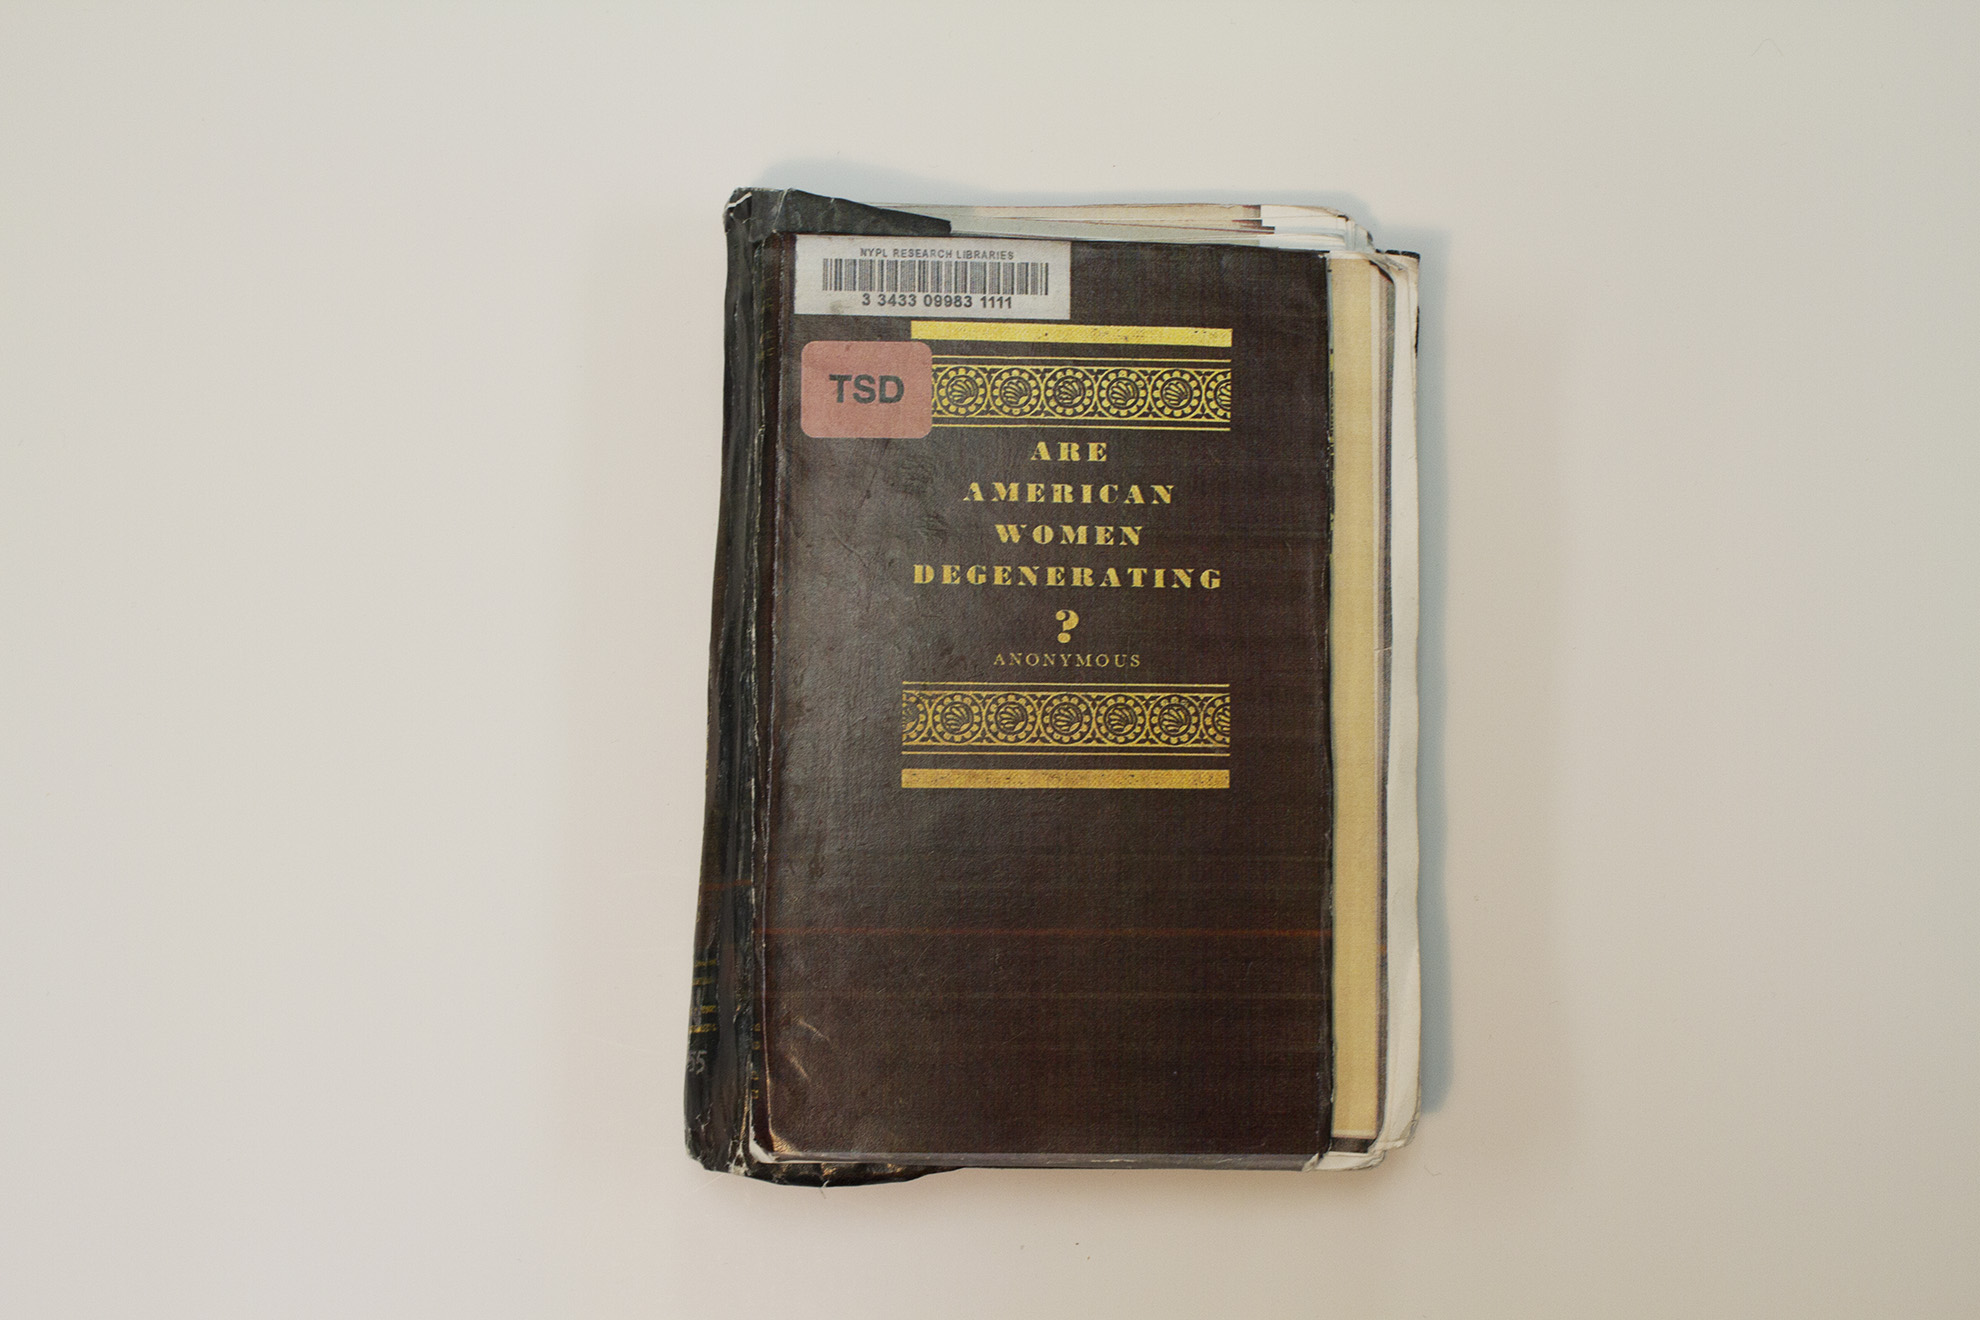 NYPL RESEARCH LIBRARIES
3 3433 09983 1111
TSD
ARE
AMERICAN
WOMEN
DEGENERATING
?
ANONYMOUS